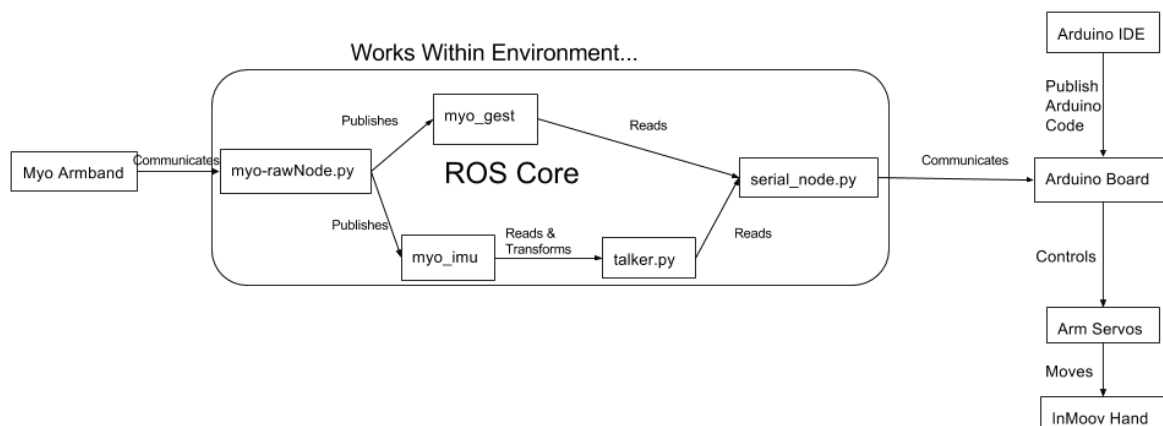 Arduino IDE
Works Within Environment...
Publish
Arduino
Code
Publishes
myo_gest
Reads
Myo Armband
Communicates
myo-rawNode.py
ROS Core
serial_node.py
Communicates
Arduino Board
Publishes
myo_imu
Reads &
Transforms
talker.py
Reads
Controls
Arm Servos
Moves
InMoov Hand